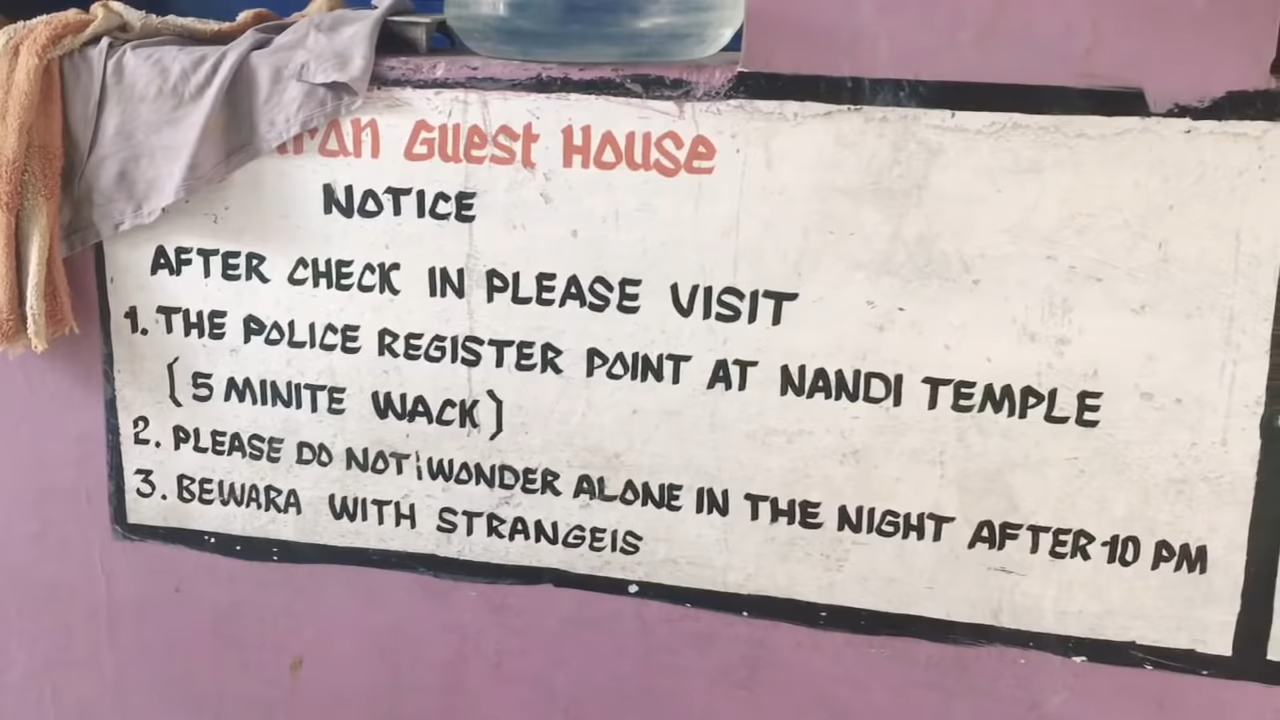 Guest House
NOTICE
AFTER CHECK IN PLEASE VISIT
1. THE POLICE REGISTER POINT AT NANDI TEMPLE
[5 MINITE WACK]
2. PLEASE DO NOT WONDER ALONE IN THE NIGHT AFTER 10 PM
3. BEWARA WITH STRANGEIS